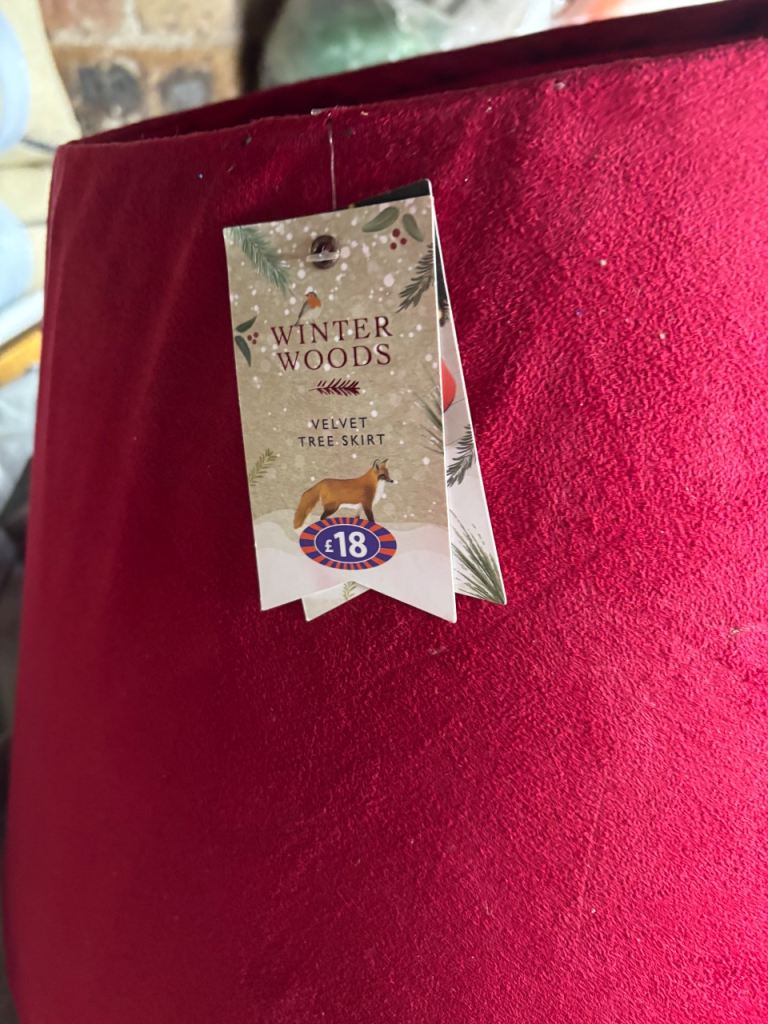 WINTER
WOODS
VELVET
TREE SKIRT
£18